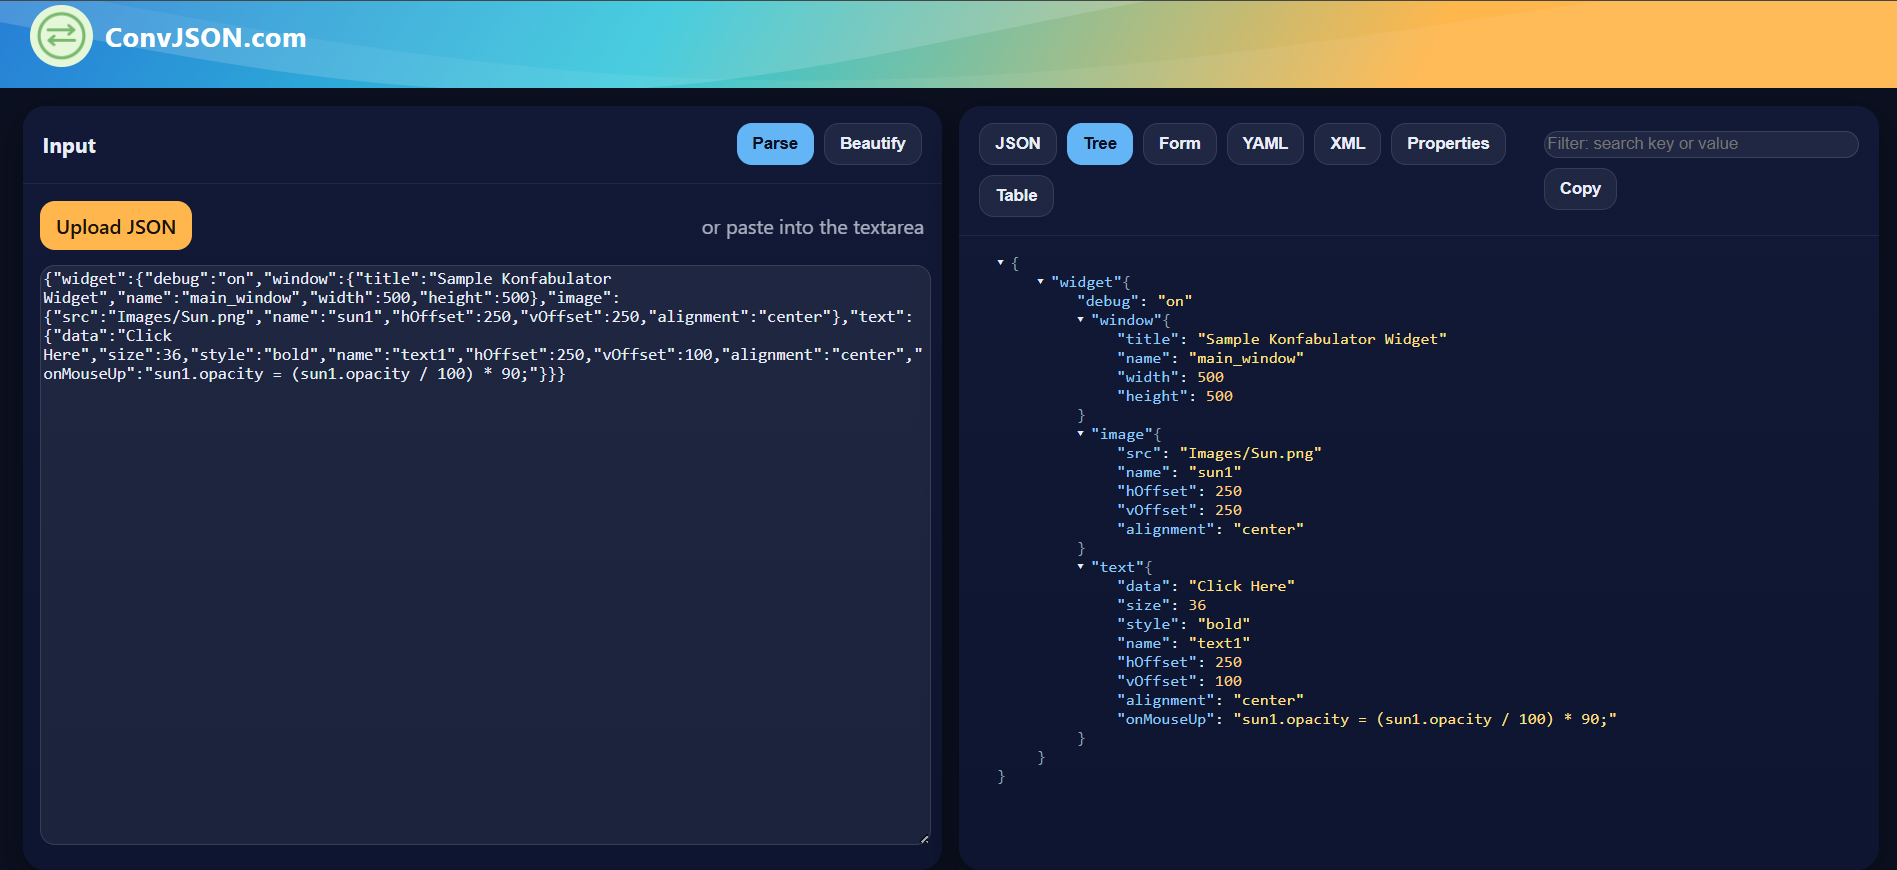 ConvJSON.com
Input
Parse
Beautify
Upload JSON
or paste into the textarea
{"widget":{"debug":"on","window":{"title":"Sample Konfabulator
Widget","name":"main_window","width":500,"height":500},"image":
{"src":"Images/Sun.png","name":"sun1","hOffset":250,"vOffset":250,"alignment":"center"},"text":
{"data":"Click
Here","size":36,"style":"bold","name":"text1","hOffset":250,"vOffset":100,"alignment":"center","
onMouseUp":"sun1.opacity = (sun1.opacity / 100) * 90;"}}}
JSON
Tree
Form
YAML
XML
Properties
Table
Filter: search key or value
Copy
{
"widget"{
"debug": "on"
"window"{
"title": "Sample Konfabulator Widget"
"name": "main_window"
"width": 500
"height": 500
}
"image"{
"src": "Images/Sun.png"
"name": "sun1"
"hOffset": 250
"vOffset": 250
"alignment": "center"
}
"text"{
"data": "Click Here"
"size": 36
"style": "bold"
"name": "text1"
"hOffset": 250
"vOffset": 100
"alignment": "center"
"onMouseUp": "sun1.opacity = (sun1.opacity / 100) * 90;"
}
}
}